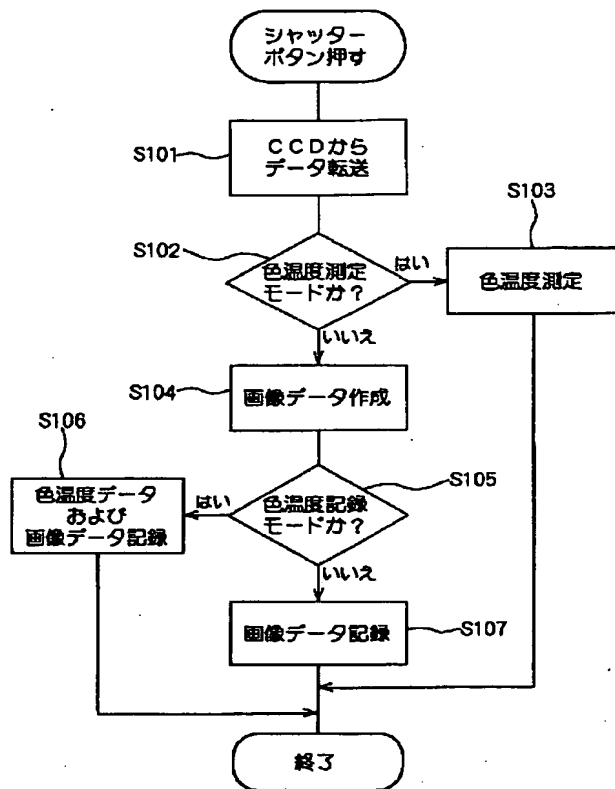 シャッター
ボタン押す
S101
CCDから
データ転送
S102
色温度測定
モードか?
はい
S103
色温度測定
いいえ
S104
画像データ作成
S105
色温度記録
モードか?
はい
S106
色温度データ
および
画像データ記録
いいえ
画像データ記録
S107
終了